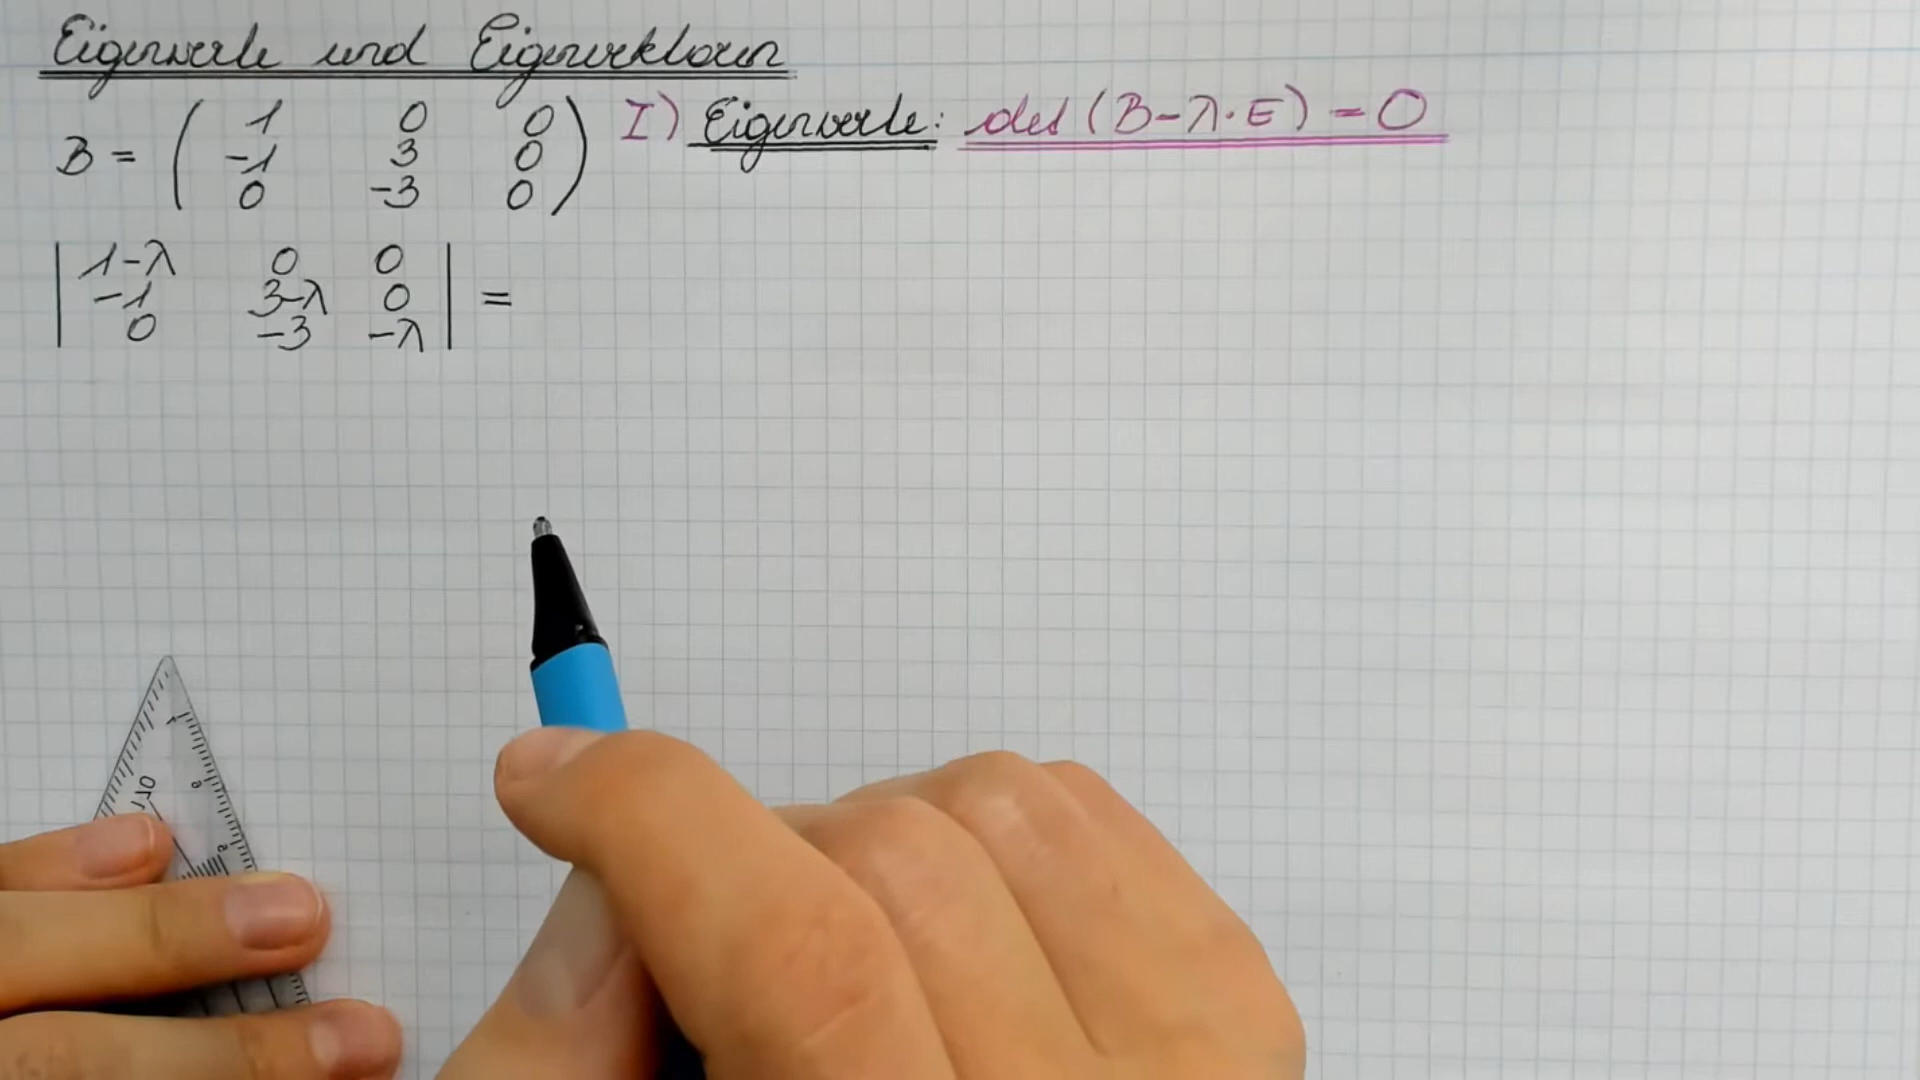 Eigenwerte und Eigenvektoren
B = ( 1 0 0 I) Eigenwerte: det (B-λ·E) = 0
-1 3 0
0 -3 0 )
| 1-λ 0 0
-1 3-λ 0 | =
0 -3 -λ